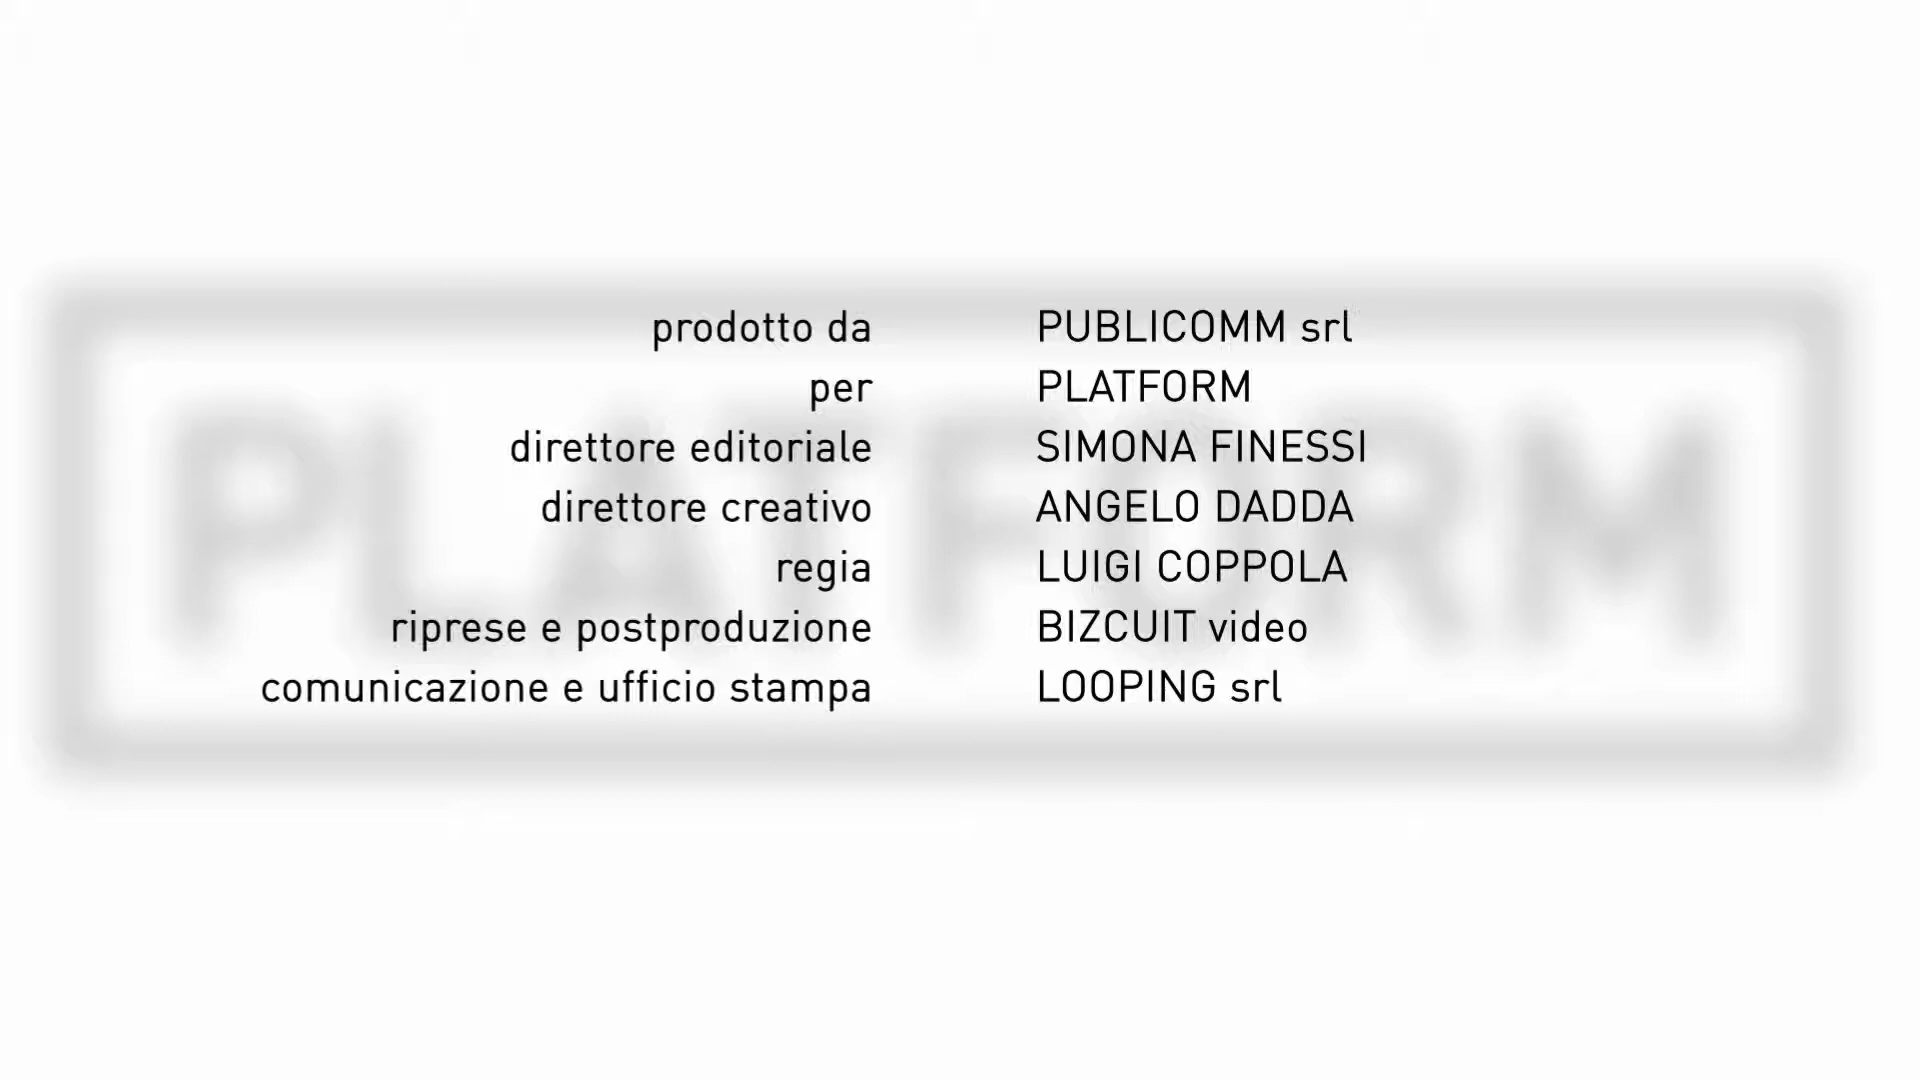 prodotto da PUBLICOMM srl
per PLATFORM
direttore editoriale SIMONA FINESSI
direttore creativo ANGELO DADDA
regia LUIGI COPPOLA
riprese e postproduzione BIZCUIT video
comunicazione e ufficio stampa LOOPING srl
PLATFORM